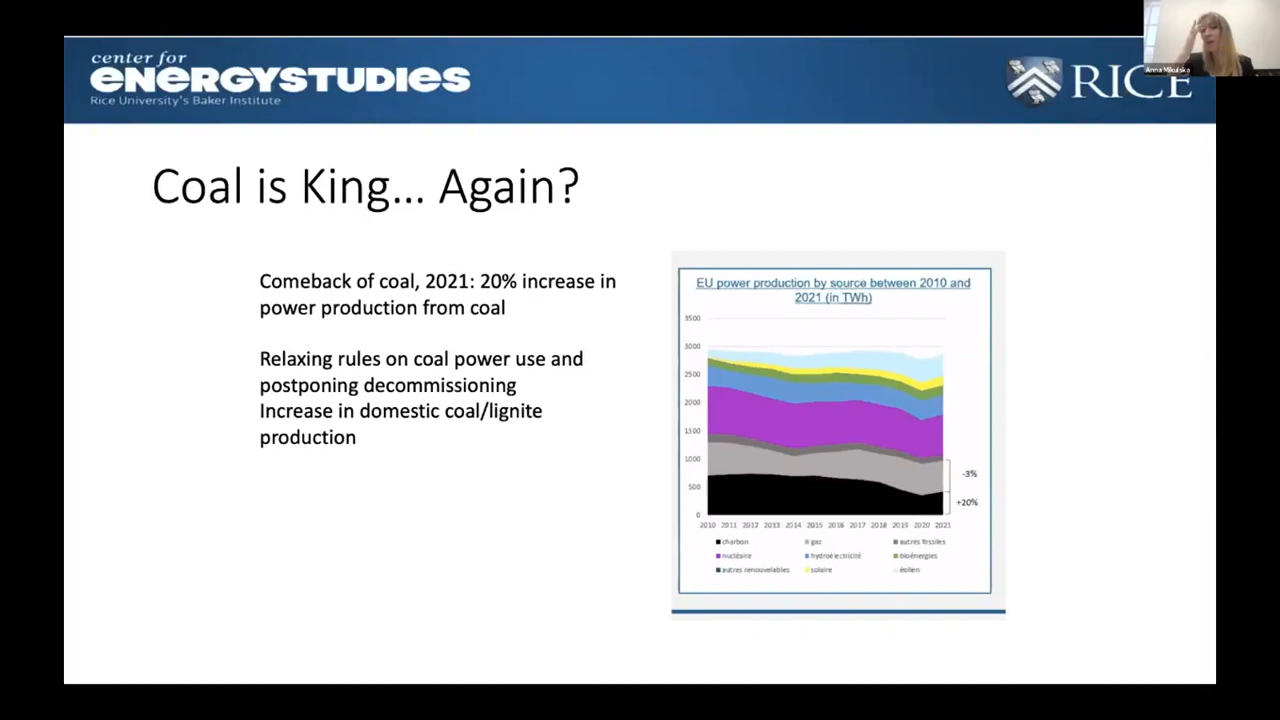 center for
ENERGYSTUDIES
Rice University's Baker Institute
RICE
Anna Mikulska
Coal is King... Again?
Comeback of coal, 2021: 20% increase in
power production from coal
Relaxing rules on coal power use and
postponing decommissioning
Increase in domestic coal/lignite
production
EU power production by source between 2010 and
2021 (in TWh)
3500
3000
2500
2000
1500
1000
500
0
-3%
+20%
2010 2011 2012 2013 2014 2015 2016 2017 2018 2019 2020 2021
charbon gaz autres fossiles
nucléaire hydroélectricité bioénergies
autres renouvelables solaire éolien